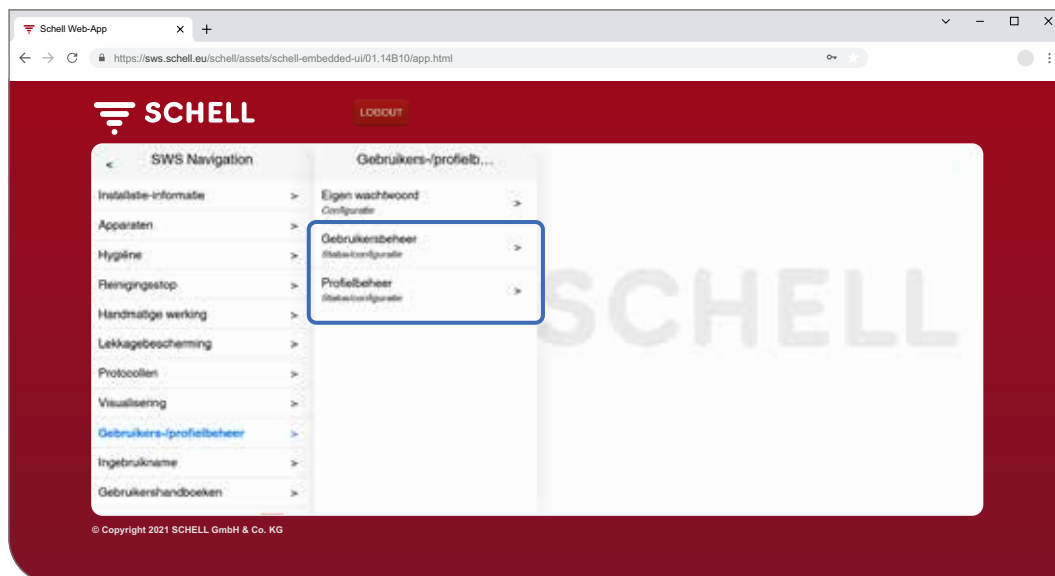 Schell Web-App
https://sws.schell.eu/schell/assets/schell-embedded-ui/01.14B10/app.html
SCHELL
LOGOUT
SWS Navigation
Installatie-informatie
Apparaten
Hygiëne
Reinigingsstop
Handmatige werking
Lekkagebescherming
Protocollen
Visualisering
Gebruikers-/profielbeheer
Ingebruikname
Gebruikershandboeken
Gebruikers-/profielb...
Eigen wachtwoord
Configuratie
Gebruikersbeheer
Status/configuratie
Profielbeheer
Status/configuratie
SCHELL
© Copyright 2021 SCHELL GmbH & Co. KG